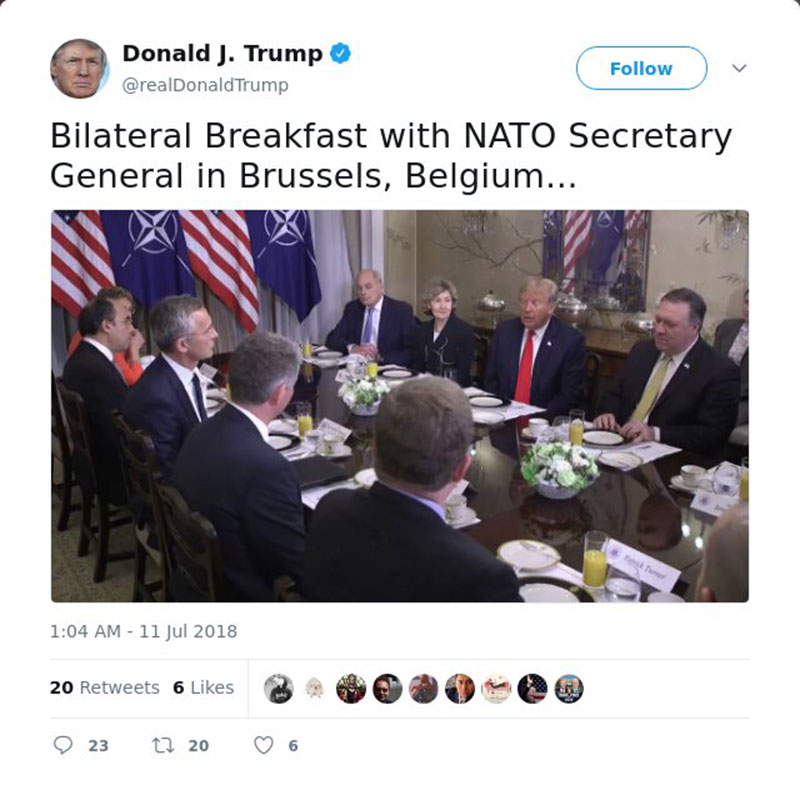 Donald J. Trump
Follow
@realDonaldTrump
Bilateral Breakfast with NATO Secretary
General in Brussels, Belgium...
1:04 AM - 11 Jul 2018
20 Retweets 6 Likes
23 20 6